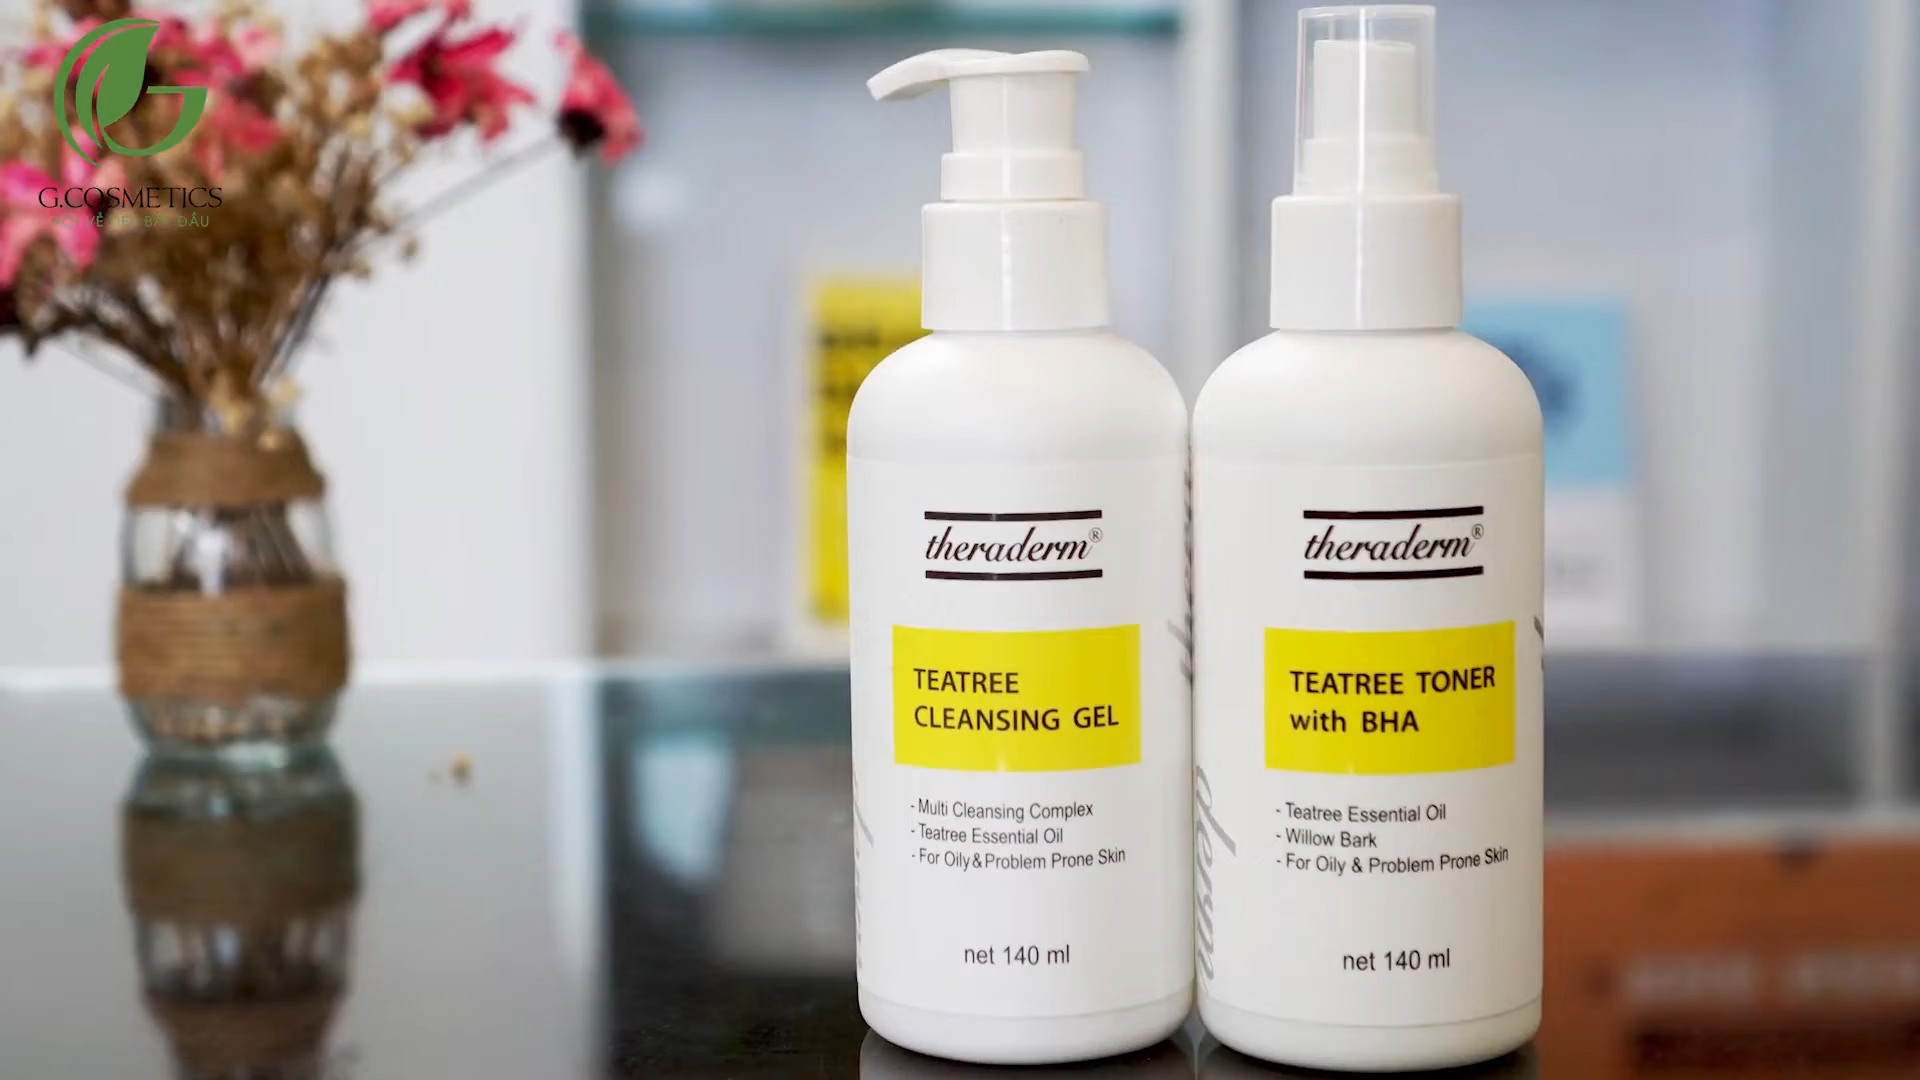 G.COSMETICS
theraderm®
TEATREE
CLEANSING GEL
- Multi Cleansing Complex
- Teatree Essential Oil
- For Oily & Problem Prone Skin
net 140 ml
theraderm®
TEATREE TONER
with BHA
- Teatree Essential Oil
- Willow Bark
- For Oily & Problem Prone Skin
net 140 ml